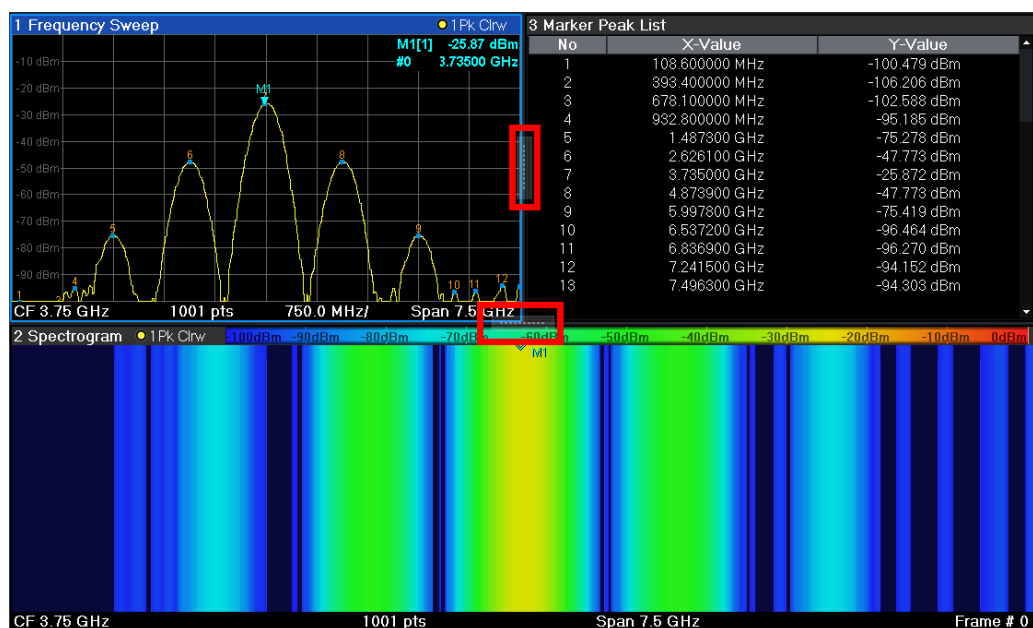 1 Frequency Sweep
1Pk Clrw
M1[1] -25.87 dBm
#0 3.73500 GHz
M1
-10 dBm
-20 dBm
-30 dBm
-40 dBm
-50 dBm
-60 dBm
-70 dBm
-80 dBm
-90 dBm
6
8
5
9
4
10 11 12
1
CF 3.75 GHz 1001 pts 750.0 MHz/ Span 7.5 GHz
3 Marker Peak List
No X-Value Y-Value
1 108.600000 MHz -100.479 dBm
2 393.400000 MHz -106.206 dBm
3 678.100000 MHz -102.588 dBm
4 932.800000 MHz -95.185 dBm
5 1.487300 GHz -75.278 dBm
6 2.626100 GHz -47.773 dBm
7 3.735000 GHz -25.872 dBm
8 4.873900 GHz -47.773 dBm
9 5.997800 GHz -75.419 dBm
10 6.537200 GHz -96.464 dBm
11 6.836900 GHz -96.270 dBm
12 7.241500 GHz -94.152 dBm
13 7.496300 GHz -94.303 dBm
2 Spectrogram 1Pk Clrw -100dBm -90dBm -80dBm -70dBm -60dBm -50dBm -40dBm -30dBm -20dBm -10dBm 0dBm
M1
CF 3.75 GHz 1001 pts Span 7.5 GHz Frame # 0